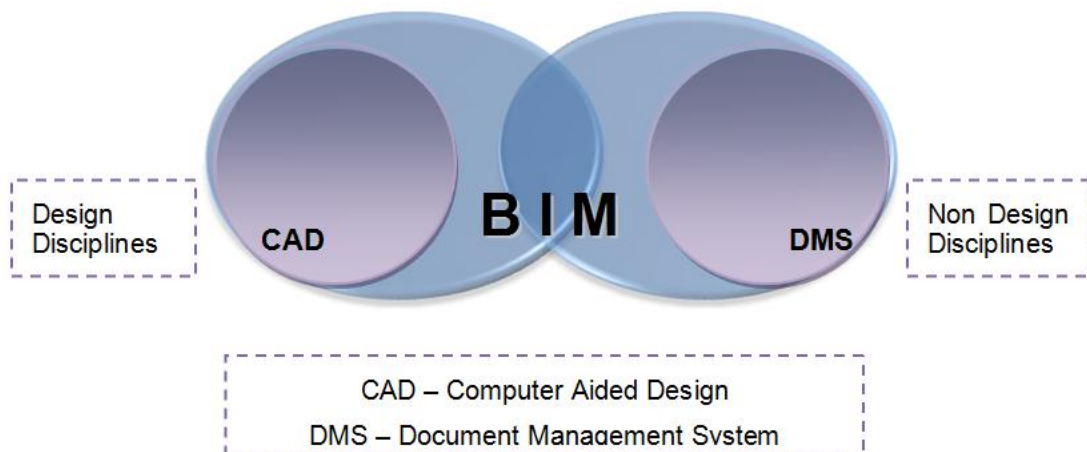 Design
Disciplines
CAD
B I M
DMS
Non Design
Disciplines
CAD – Computer Aided Design
DMS – Document Management System